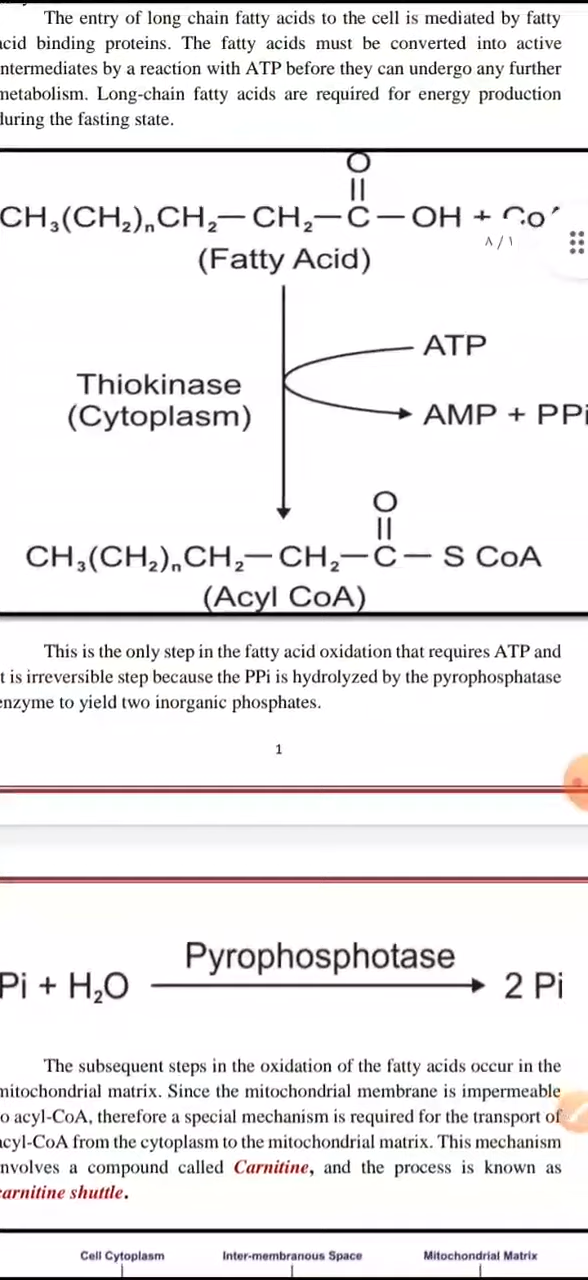 The entry of long chain fatty acids to the cell is mediated by fatty
acid binding proteins. The fatty acids must be converted into active
ntermediates by a reaction with ATP before they can undergo any further
metabolism. Long-chain fatty acids are required for energy production
during the fasting state.
O
||
CH₃(CH₂)ₙCH₂—CH₂—C—OH + Co
٨/١
(Fatty Acid)
ATP
Thiokinase
(Cytoplasm)
AMP + PPi
O
||
CH₃(CH₂)ₙCH₂—CH₂—C—S CoA
(Acyl CoA)
This is the only step in the fatty acid oxidation that requires ATP and
t is irreversible step because the PPi is hydrolyzed by the pyrophosphatase
enzyme to yield two inorganic phosphates.
1
Pyrophosphotase
Pi + H₂O 2 Pi
The subsequent steps in the oxidation of the fatty acids occur in the
mitochondrial matrix. Since the mitochondrial membrane is impermeable
o acyl-CoA, therefore a special mechanism is required for the transport of
acyl-CoA from the cytoplasm to the mitochondrial matrix. This mechanism
nvolves a compound called Carnitine, and the process is known as
carnitine shuttle.
Cell Cytoplasm Inter-membranous Space Mitochondrial Matrix